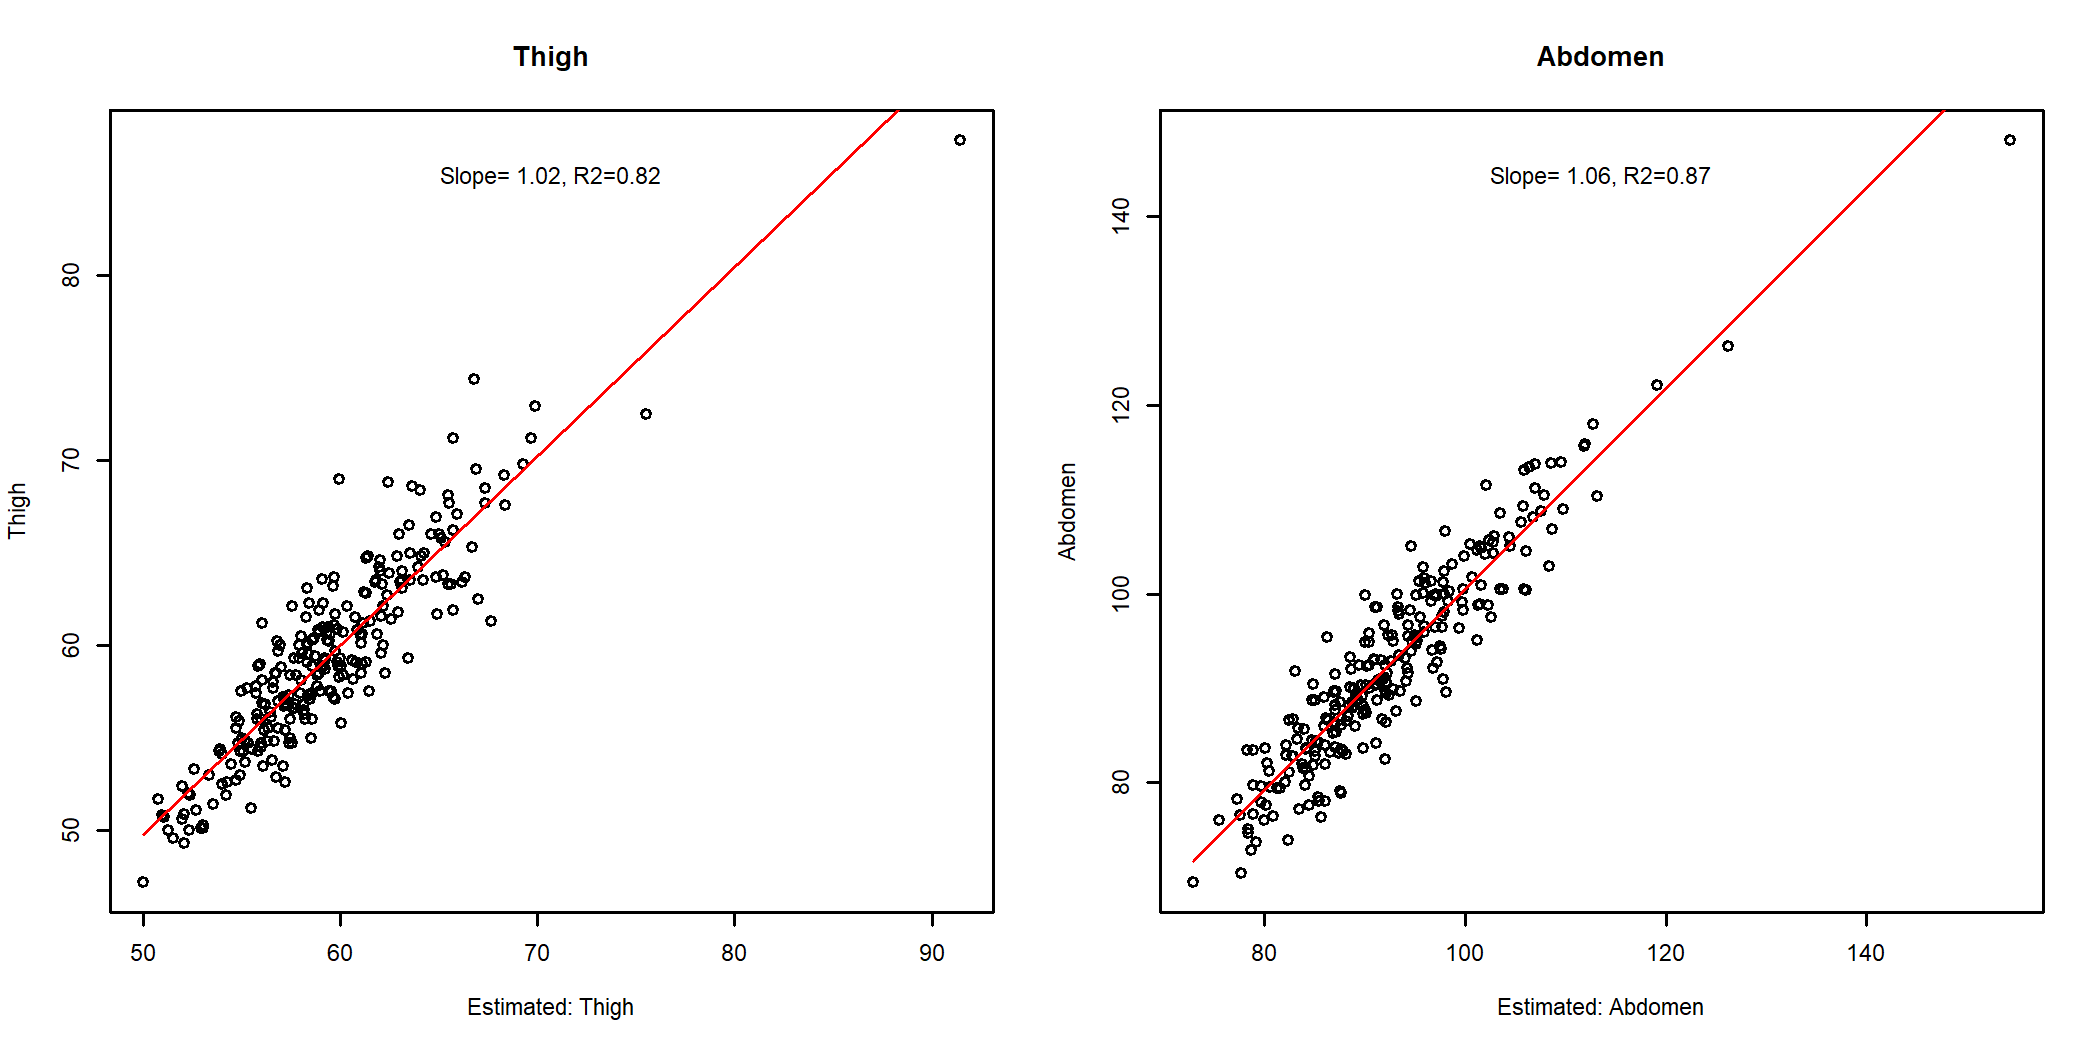 Thigh
Slope= 1.02, R2=0.82
Thigh
80
70
60
50
50 60 70 80 90
Estimated: Thigh
Abdomen
Slope= 1.06, R2=0.87
Abdomen
140
120
100
80
80 100 120 140
Estimated: Abdomen